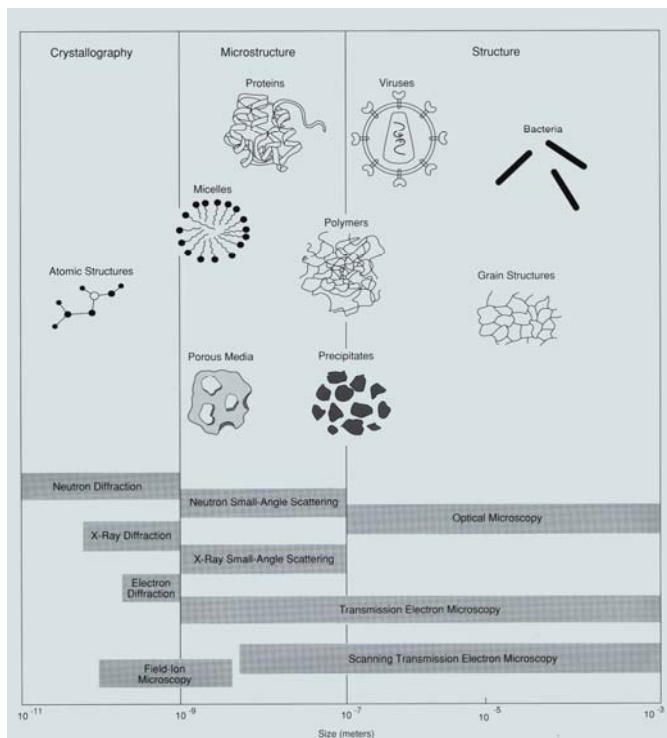 Crystallography
Microstructure
Structure
Proteins
Viruses
Bacteria
Micelles
Polymers
Atomic Structures
Grain Structures
Porous Media
Precipitates
Neutron Diffraction
Neutron Small-Angle Scattering
Optical Microscopy
X-Ray Diffraction
X-Ray Small-Angle Scattering
Electron
Diffraction
Transmission Electron Microscopy
Scanning Transmission Electron Microscopy
Field-Ion
Microscopy
10⁻¹¹ 10⁻⁹ 10⁻⁷ 10⁻⁵ 10⁻³
Size (meters)